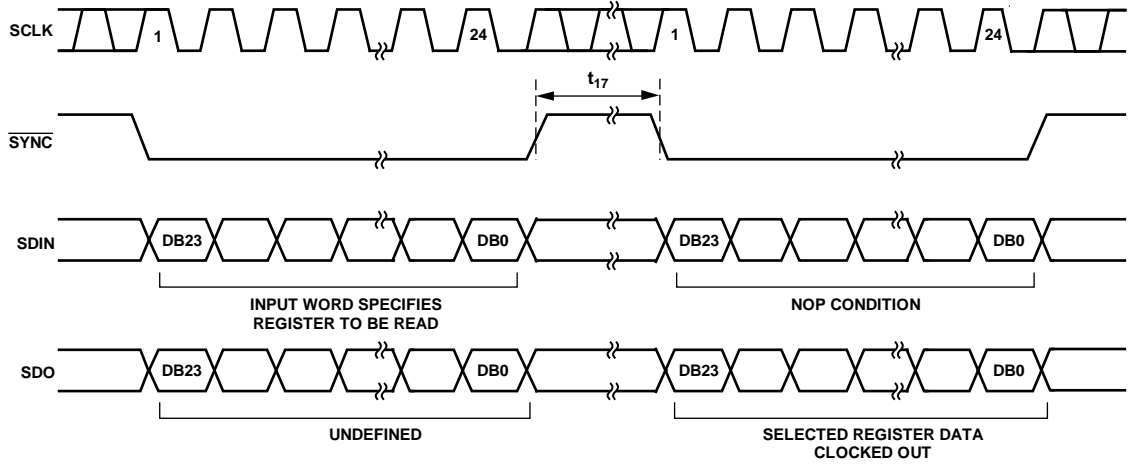 SCLK
1
24
1
24
t17
SYNC
SDIN
DB23
DB0
DB23
DB0
INPUT WORD SPECIFIES
REGISTER TO BE READ
NOP CONDITION
SDO
DB23
DB0
DB23
DB0
UNDEFINED
SELECTED REGISTER DATA
CLOCKED OUT